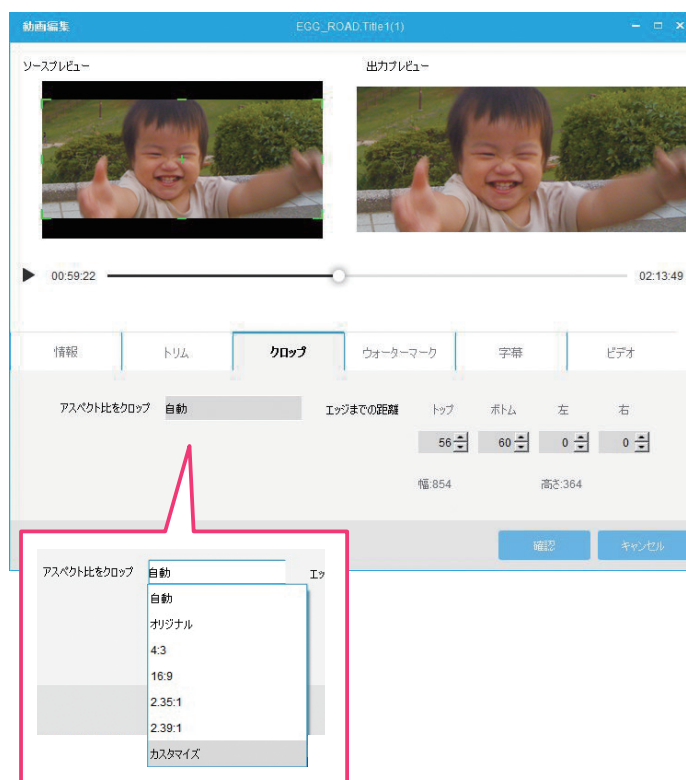 動画編集 EGG_ROAD.Title1(1)
ソースプレビュー 出力プレビュー
00:59:22 02:13:49
情報 トリム クロップ ウォーターマーク 字幕 ビデオ
アスペクト比をクロップ 自動 エッジまでの距離 トップ ボトム 左 右
56 60 0 0
幅:854 高さ:364
確認 キャンセル
アスペクト比をクロップ 自動 エッ
自動
オリジナル
4:3
16:9
2.35:1
2.39:1
カスタマイズ